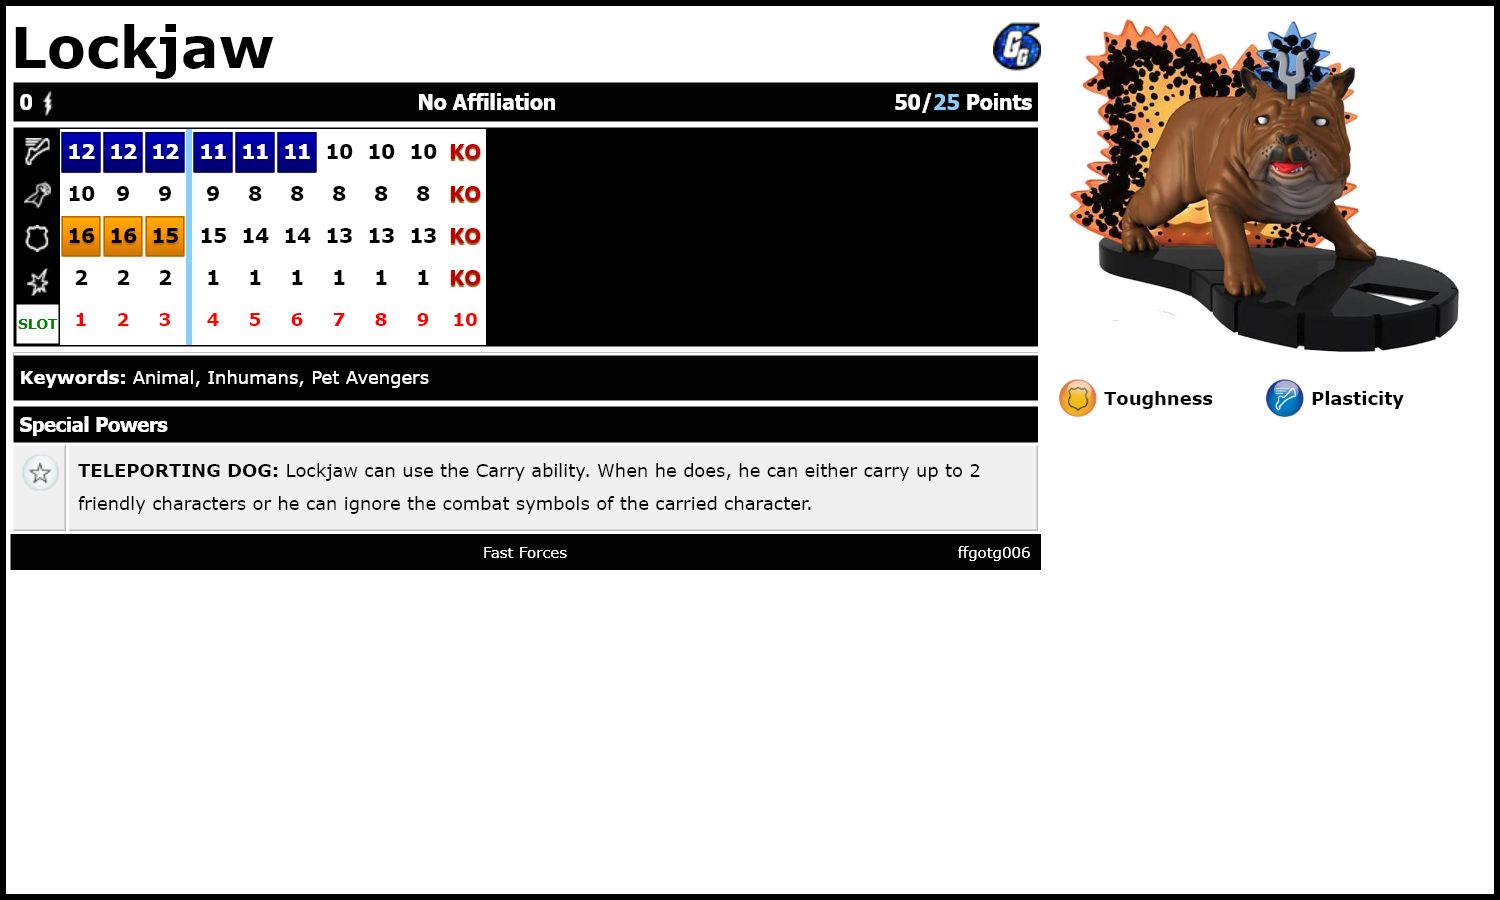 Lockjaw
GG
0 No Affiliation 50/25 Points
12 12 12 11 11 11 10 10 10 KO
10 9 9 9 8 8 8 8 8 KO
16 16 15 15 14 14 13 13 13 KO
2 2 2 1 1 1 1 1 1 KO
SLOT 1 2 3 4 5 6 7 8 9 10
Keywords: Animal, Inhumans, Pet Avengers
Special Powers
TELEPORTING DOG: Lockjaw can use the Carry ability. When he does, he can either carry up to 2
friendly characters or he can ignore the combat symbols of the carried character.
Fast Forces ffgotg006
Toughness Plasticity